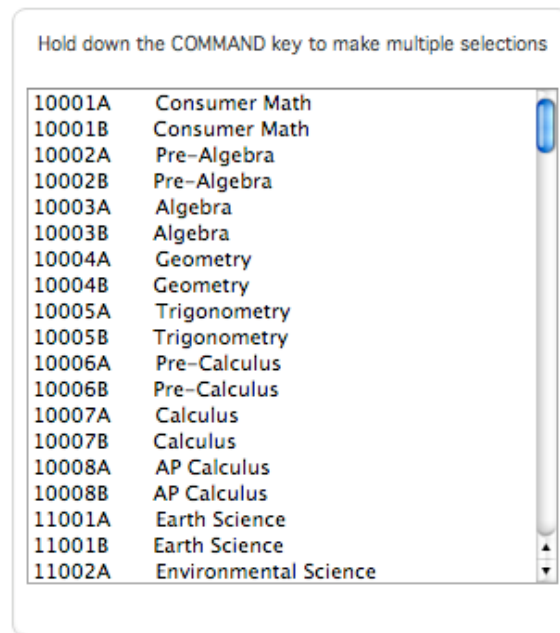 Hold down the COMMAND key to make multiple selections
10001A Consumer Math
10001B Consumer Math
10002A Pre-Algebra
10002B Pre-Algebra
10003A Algebra
10003B Algebra
10004A Geometry
10004B Geometry
10005A Trigonometry
10005B Trigonometry
10006A Pre-Calculus
10006B Pre-Calculus
10007A Calculus
10007B Calculus
10008A AP Calculus
10008B AP Calculus
11001A Earth Science
11001B Earth Science
11002A Environmental Science